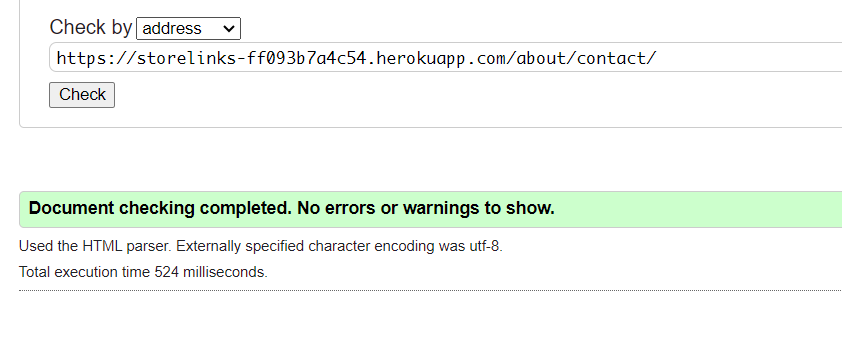 Check by address
https://storelinks-ff093b7a4c54.herokuapp.com/about/contact/
Check
Document checking completed. No errors or warnings to show.
Used the HTML parser. Externally specified character encoding was utf-8.
Total execution time 524 milliseconds.